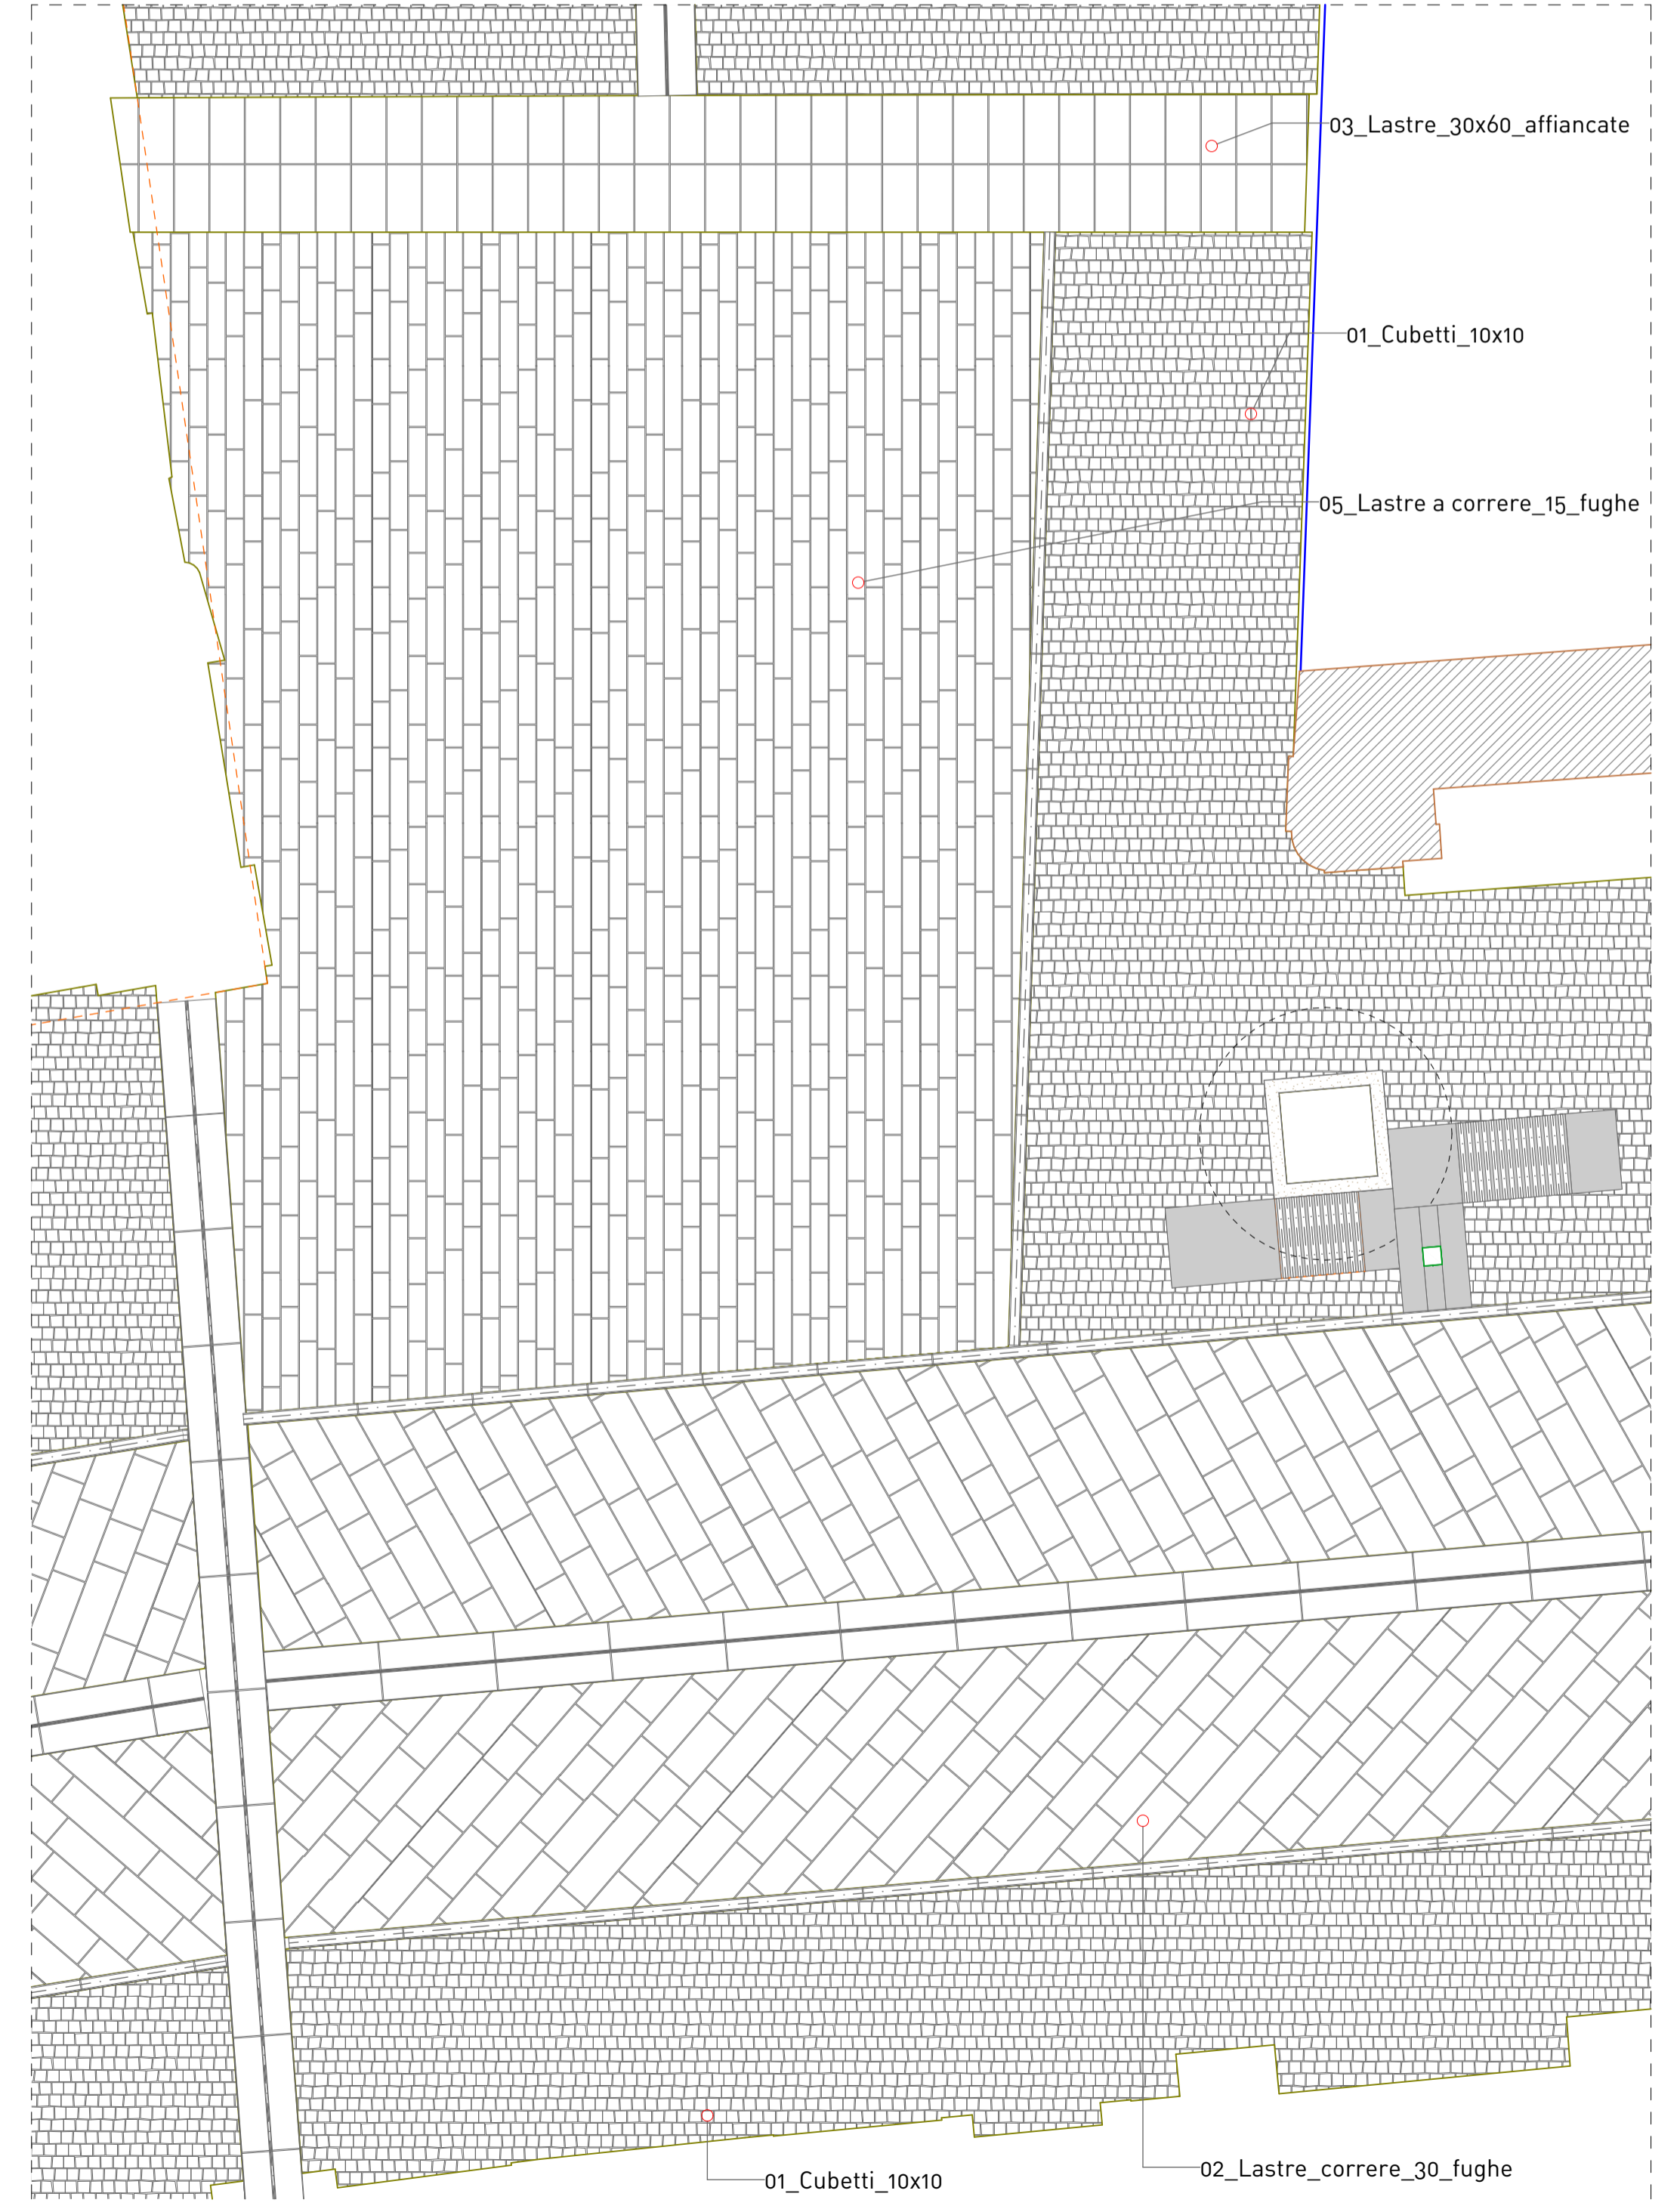 03_Lastre_30x60_affiancate
01_Cubetti_10x10
05_Lastre a correre_15_fughe
02_Lastre_correre_30_fughe
01_Cubetti_10x10